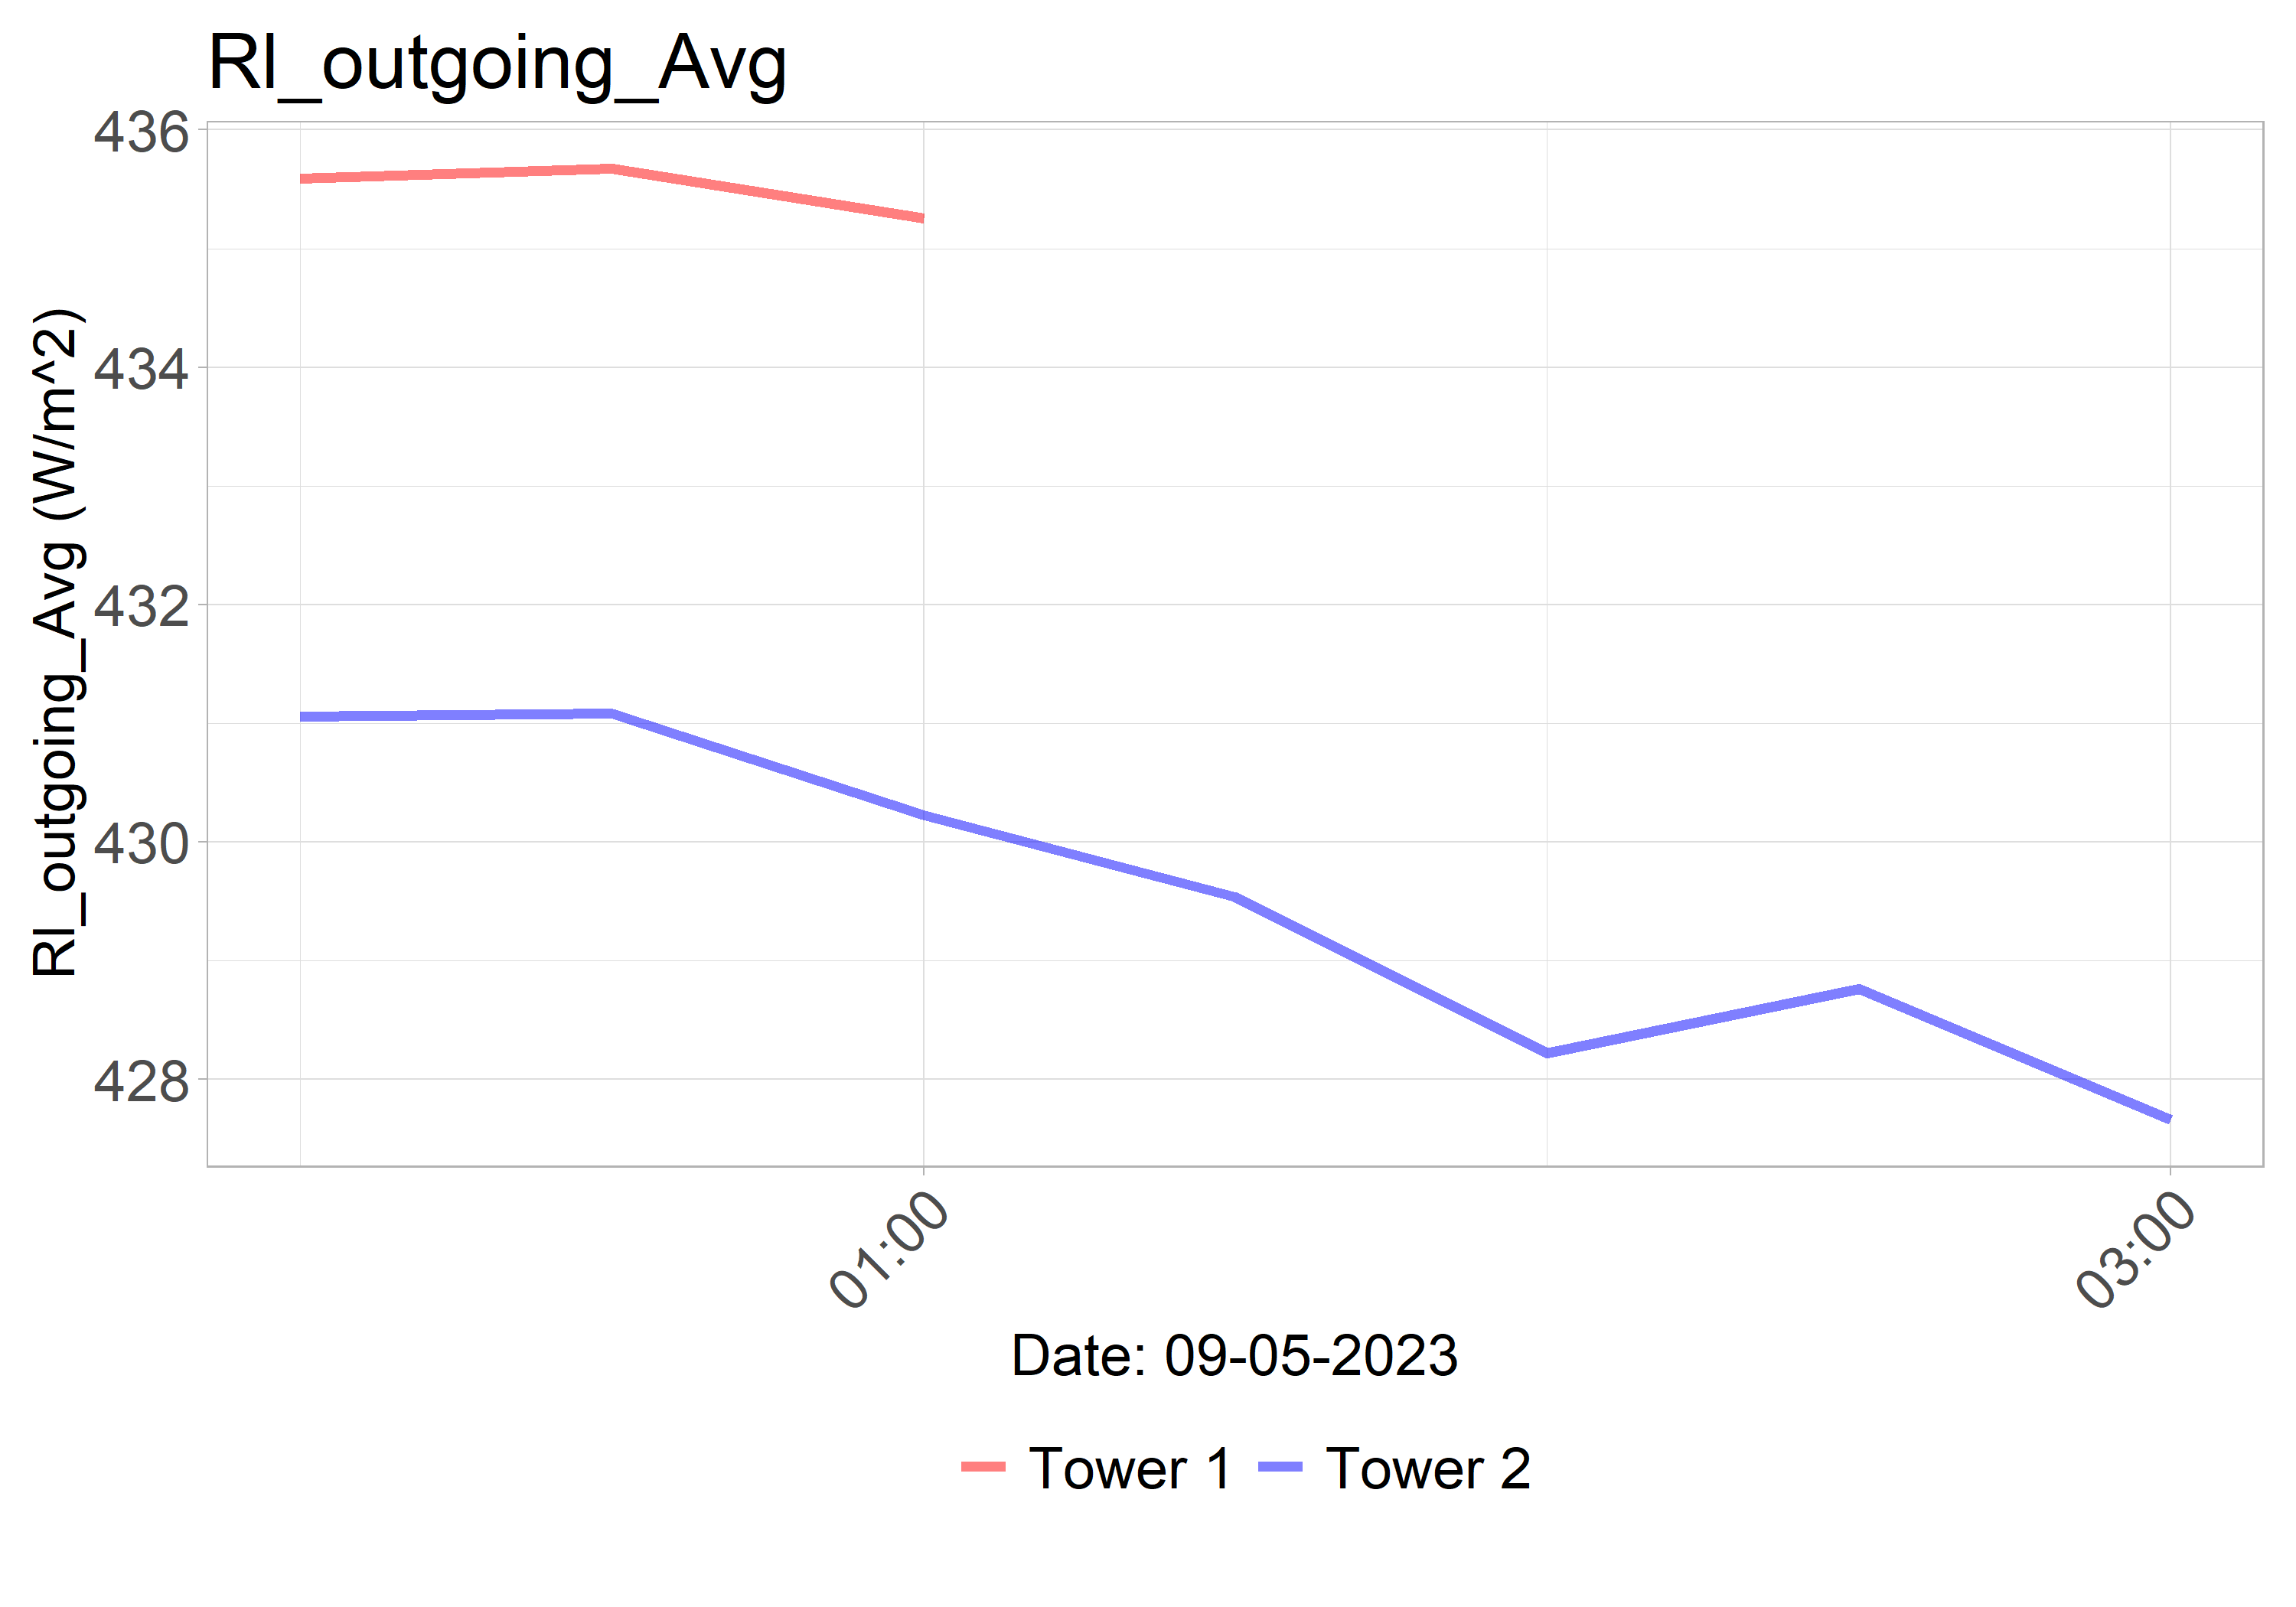 Rl_outgoing_Avg
Rl_outgoing_Avg (W/m^2)
436
434
432
430
428
01:00
03:00
Date: 09-05-2023
Tower 1
Tower 2